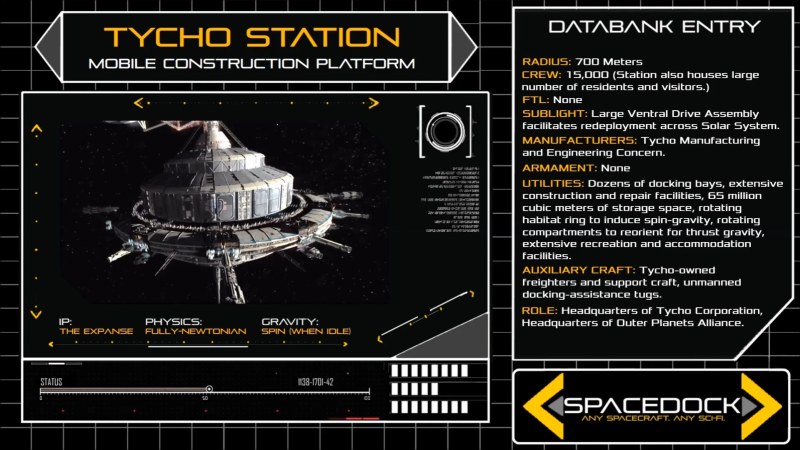 TYCHO STATION
MOBILE CONSTRUCTION PLATFORM
IP:
THE EXPANSE
PHYSICS:
FULLY-NEWTONIAN
GRAVITY:
SPIN (WHEN IDLE)
STATUS
1138-1701-42
0
50
100
DATABANK ENTRY
RADIUS: 700 Meters
CREW: 15,000 (Station also houses large
number of residents and visitors.)
FTL: None
SUBLIGHT: Large Ventral Drive Assembly
facilitates redeployment across Solar System.
MANUFACTURERS: Tycho Manufacturing
and Engineering Concern.
ARMAMENT: None
UTILITIES: Dozens of docking bays, extensive
construction and repair facilities, 65 million
cubic meters of storage space, rotating
habitat ring to induce spin-gravity, rotating
compartments to reorient for thrust gravity,
extensive recreation and accommodation
facilities.
AUXILIARY CRAFT: Tycho-owned
freighters and support craft, unmanned
docking-assistance tugs.
ROLE: Headquarters of Tycho Corporation,
Headquarters of Outer Planets Alliance.
SPACEDOCK
ANY SPACECRAFT. ANY SCI-FI.